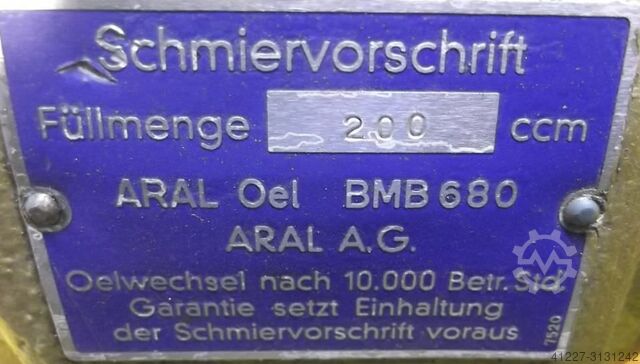 Schmiervorschrift
Füllmenge 200 ccm
ARAL Oel BMB 680
ARAL A.G.
Oelwechsel nach 10.000 Betr. Std.
Garantie setzt Einhaltung
der Schmiervorschrift voraus
7520
41227-3131242